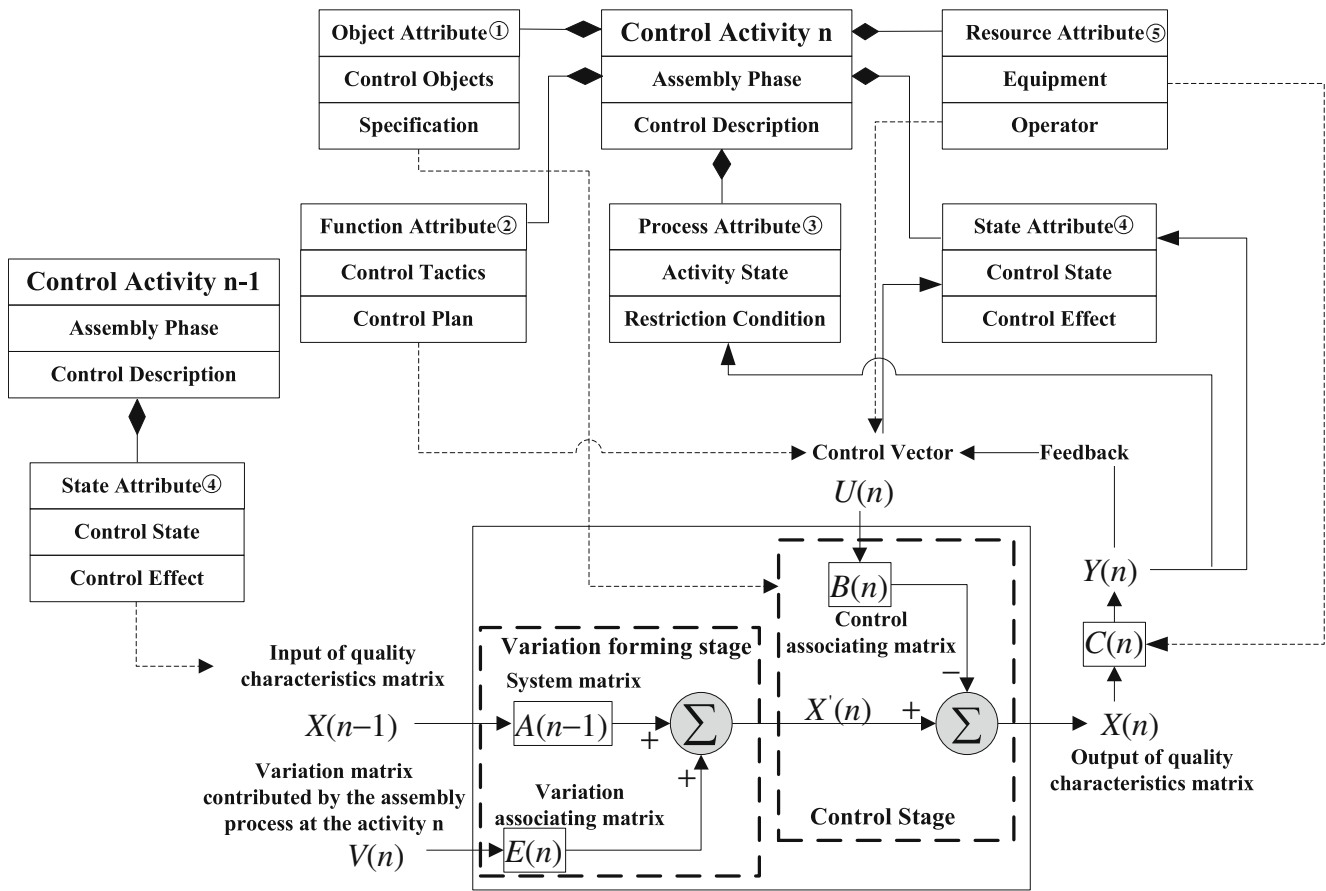 Object Attribute①
Control Objects
Specification
Control Activity n
Assembly Phase
Control Description
Resource Attribute⑤
Equipment
Operator
Function Attribute②
Control Tactics
Control Plan
Process Attribute③
Activity State
Restriction Condition
State Attribute④
Control State
Control Effect
Control Activity n-1
Assembly Phase
Control Description
State Attribute④
Control State
Control Effect
Control Vector
Feedback
U(n)
B(n)
Control
associating matrix
Y(n)
C(n)
Variation forming stage
System matrix
Input of quality
characteristics matrix
X(n−1)
A(n−1)
+
∑
+
X'(n)
+
−
∑
X(n)
Output of quality
characteristics matrix
Variation matrix
contributed by the assembly
process at the activity n
V(n)
Variation
associating matrix
E(n)
Control Stage